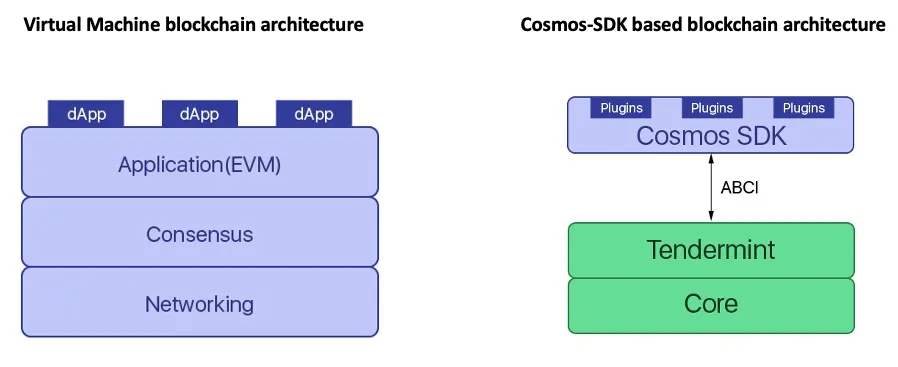 Virtual Machine blockchain architecture
dApp
dApp
dApp
Application(EVM)
Consensus
Networking
Cosmos-SDK based blockchain architecture
Plugins
Plugins
Plugins
Cosmos SDK
ABCI
Tendermint
Core